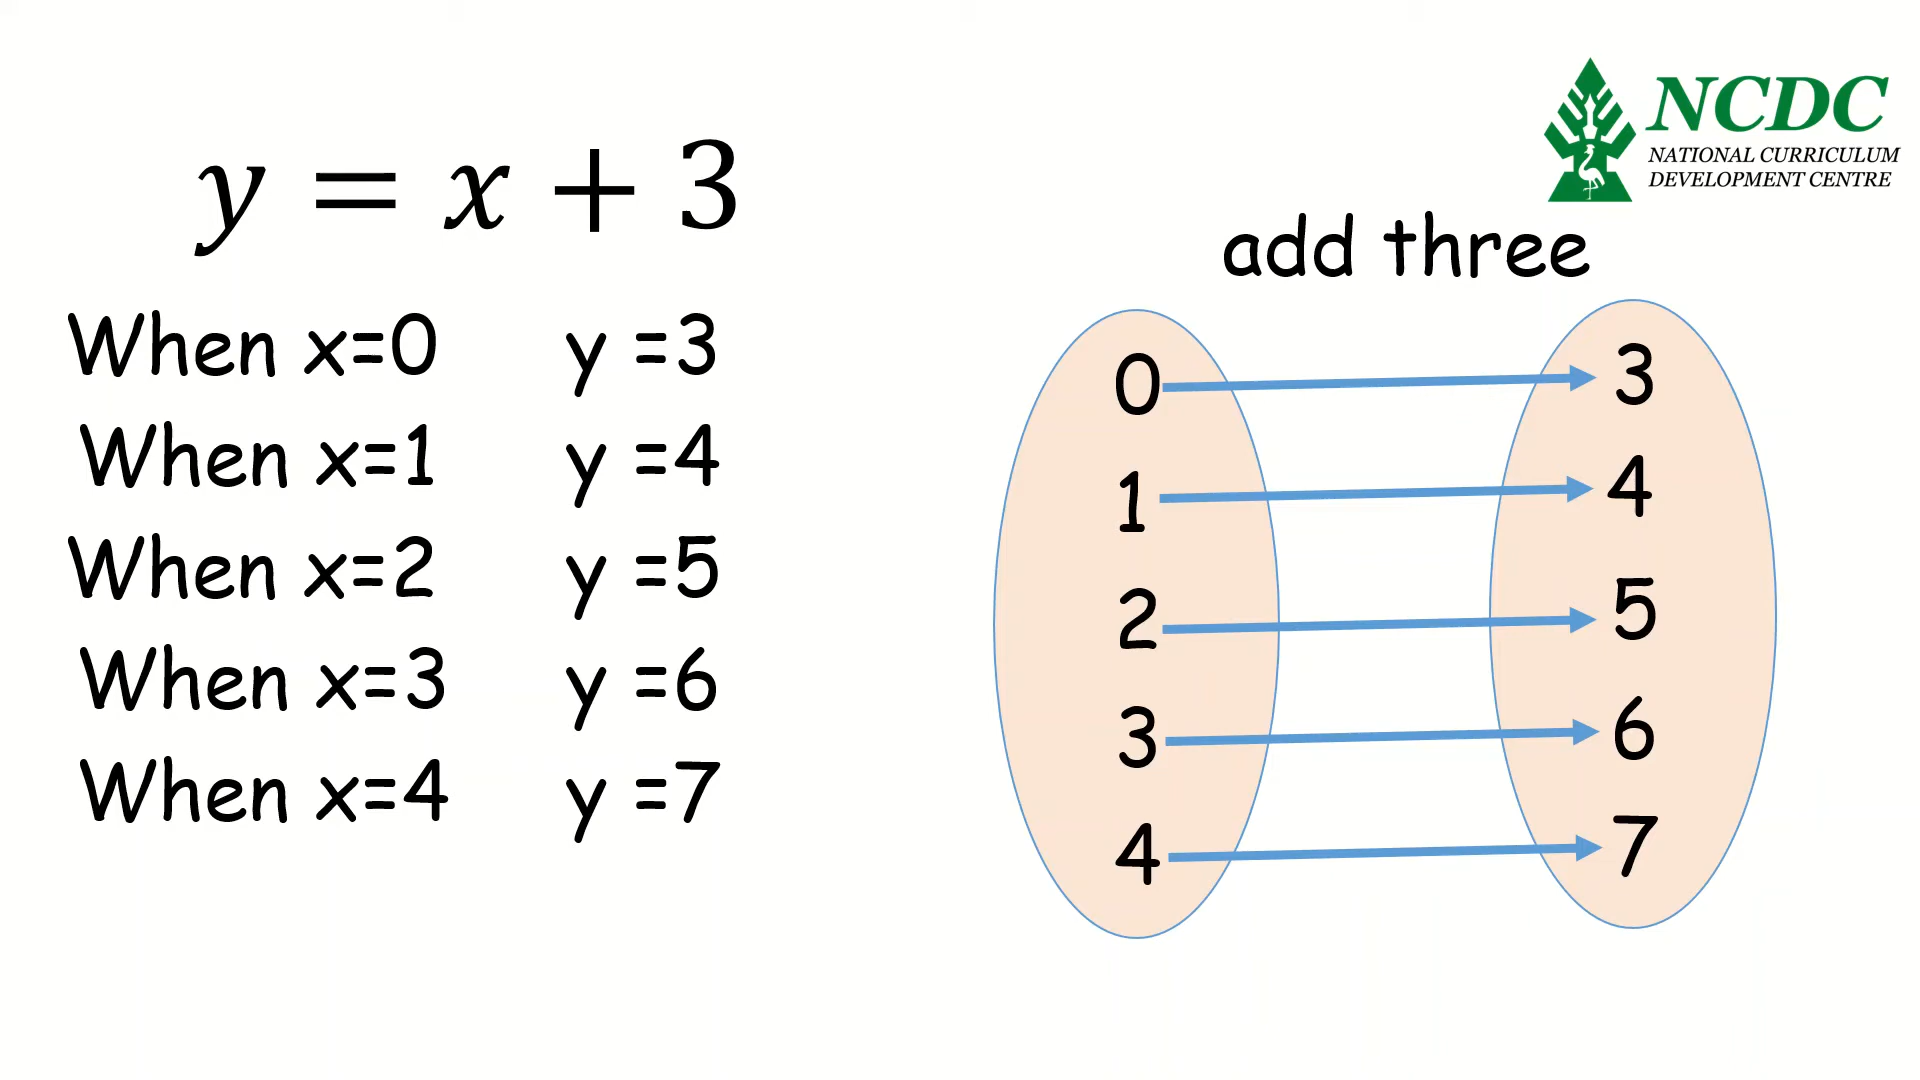 NCDC
NATIONAL CURRICULUM
DEVELOPMENT CENTRE
y = x + 3
add three
When x=0 y =3
When x=1 y =4
When x=2 y =5
When x=3 y =6
When x=4 y =7
0 3
1 4
2 5
3 6
4 7